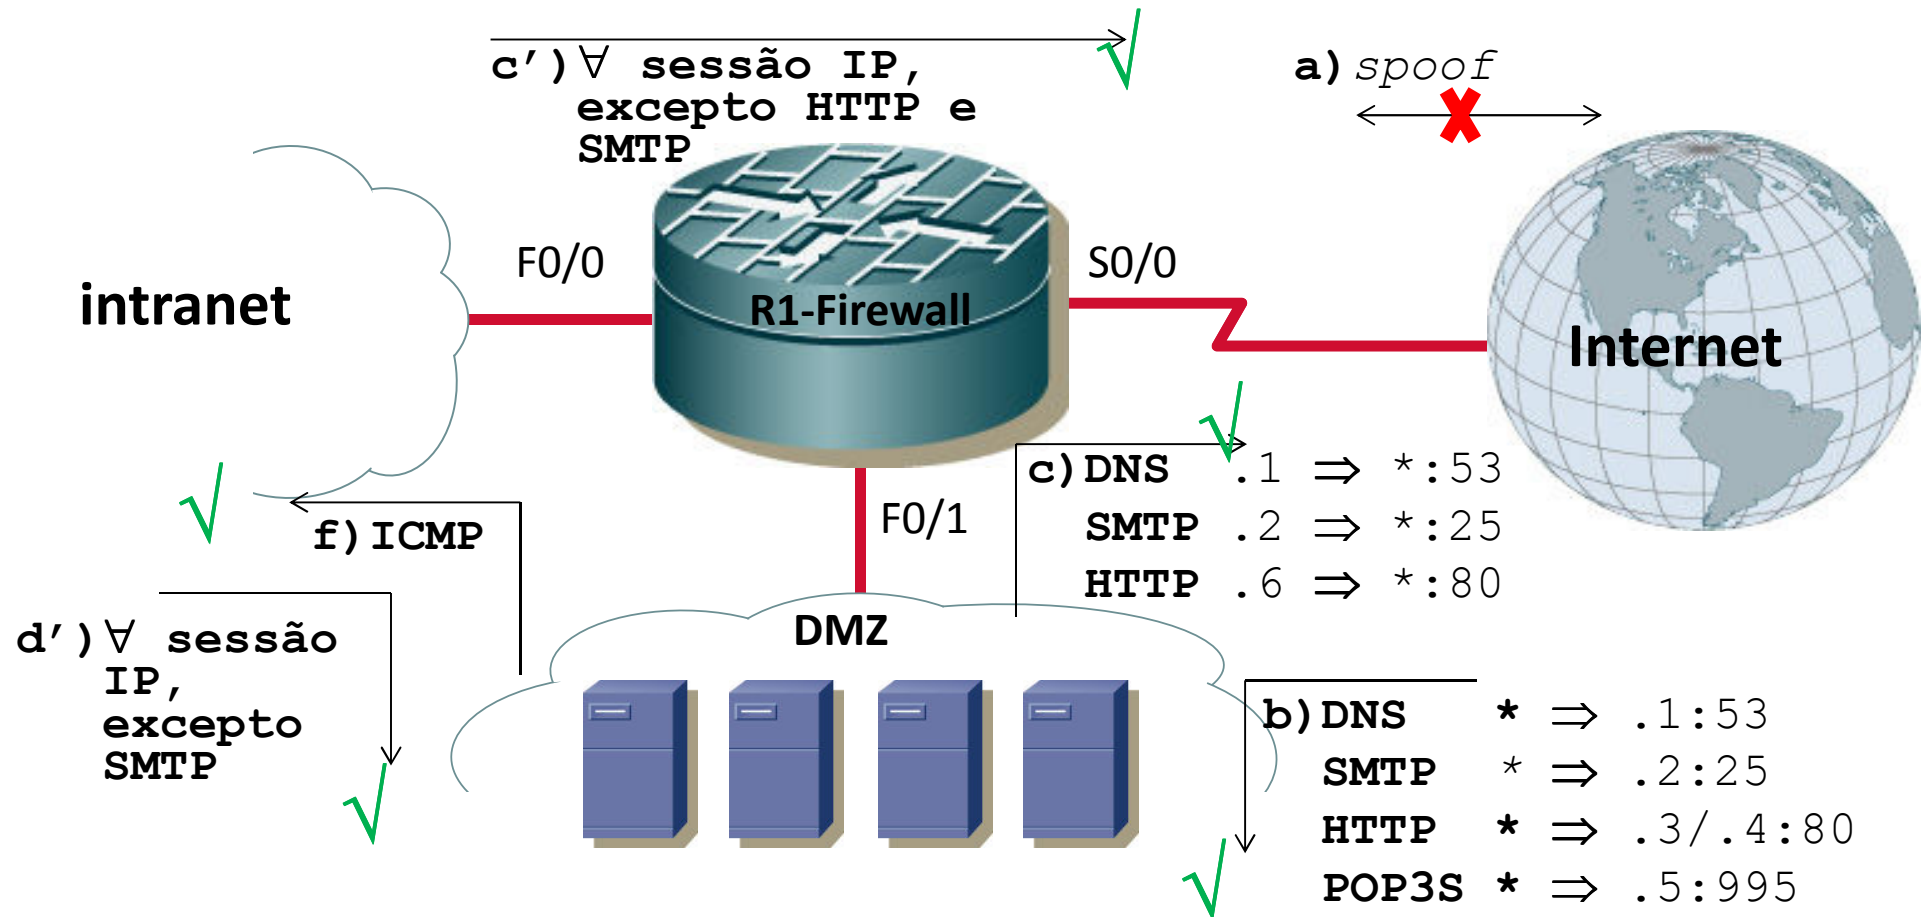 c')∀ sessão IP,
excepto HTTP e
SMTP
a) spoof
F0/0
S0/0
intranet
R1-Firewall
Internet
c) DNS .1 ⇒ *:53
SMTP .2 ⇒ *:25
HTTP .6 ⇒ *:80
F0/1
f) ICMP
d')∀ sessão
IP,
excepto
SMTP
DMZ
b) DNS * ⇒ .1:53
SMTP * ⇒ .2:25
HTTP * ⇒ .3/.4:80
POP3S * ⇒ .5:995